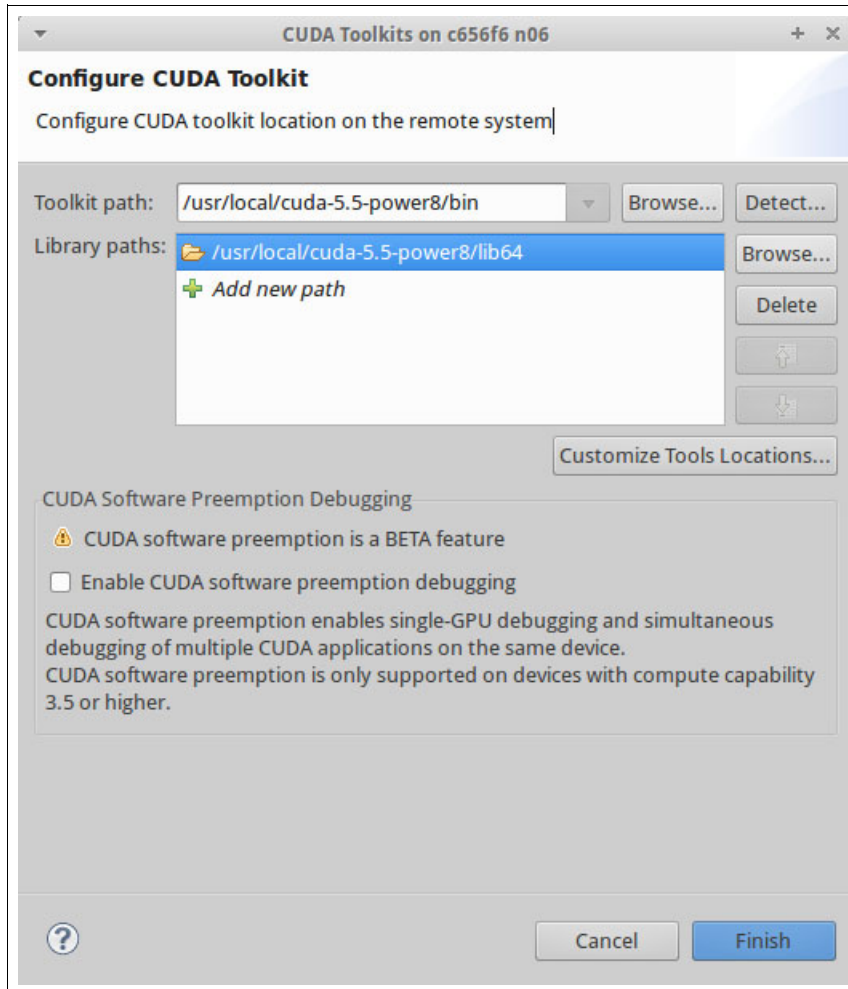 CUDA Toolkits on c656f6 n06
Configure CUDA Toolkit
Configure CUDA toolkit location on the remote system
Toolkit path: /usr/local/cuda-5.5-power8/bin Browse... Detect...
Library paths: /usr/local/cuda-5.5-power8/lib64 Browse...
Add new path
Delete
Customize Tools Locations...
CUDA Software Preemption Debugging
CUDA software preemption is a BETA feature
Enable CUDA software preemption debugging
CUDA software preemption enables single-GPU debugging and simultaneous
debugging of multiple CUDA applications on the same device.
CUDA software preemption is only supported on devices with compute capability
3.5 or higher.
? Cancel Finish